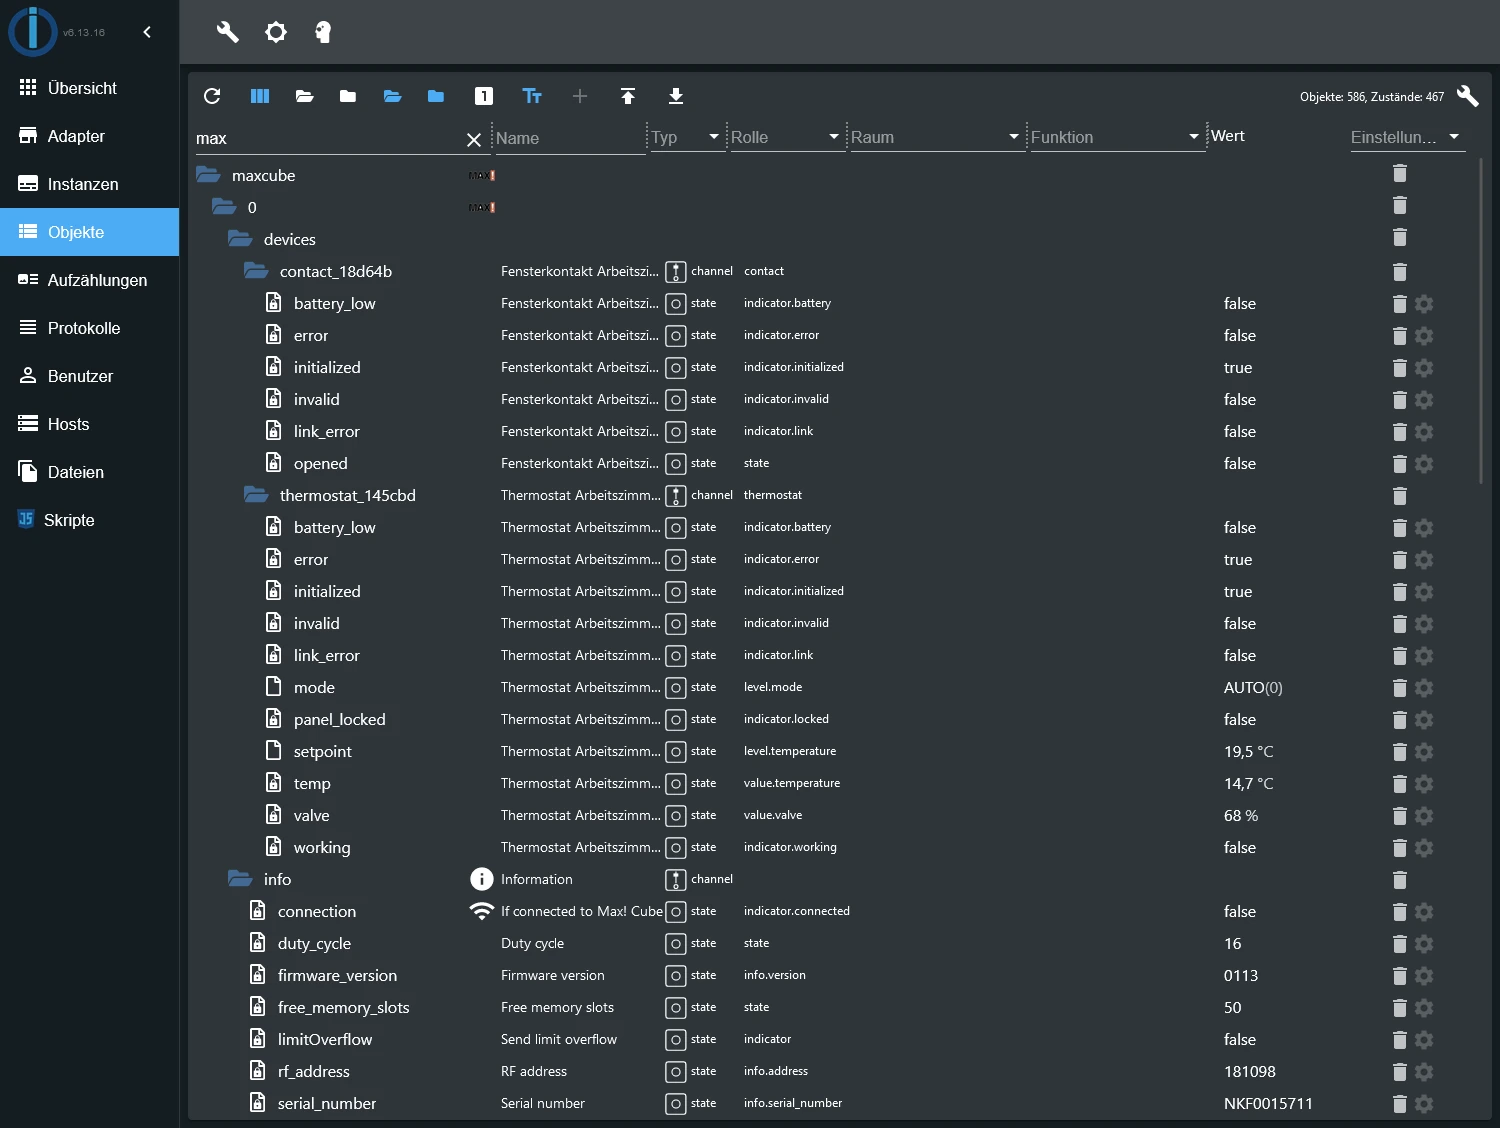 v6.13.16
Übersicht
Adapter
Instanzen
Objekte
Aufzählungen
Protokolle
Benutzer
Hosts
Dateien
JS Skripte
1 Tr Objekte: 586, Zustände: 467
max Name Typ Rolle Raum Funktion Wert Einstellun...
maxcube MAX!
0 MAX!
devices
contact_18d64b Fensterkontakt Arbeitszi... channel contact
battery_low Fensterkontakt Arbeitszi... state indicator.battery false
error Fensterkontakt Arbeitszi... state indicator.error false
initialized Fensterkontakt Arbeitszi... state indicator.initialized true
invalid Fensterkontakt Arbeitszi... state indicator.invalid false
link_error Fensterkontakt Arbeitszi... state indicator.link false
opened Fensterkontakt Arbeitszi... state state false
thermostat_145cbd Thermostat Arbeitszimm... channel thermostat
battery_low Thermostat Arbeitszimm... state indicator.battery false
error Thermostat Arbeitszimm... state indicator.error true
initialized Thermostat Arbeitszimm... state indicator.initialized true
invalid Thermostat Arbeitszimm... state indicator.invalid false
link_error Thermostat Arbeitszimm... state indicator.link false
mode Thermostat Arbeitszimm... state level.mode AUTO(0)
panel_locked Thermostat Arbeitszimm... state indicator.locked false
setpoint Thermostat Arbeitszimm... state level.temperature 19,5 °C
temp Thermostat Arbeitszimm... state value.temperature 14,7 °C
valve Thermostat Arbeitszimm... state value.valve 68 %
working Thermostat Arbeitszimm... state indicator.working false
info Information channel
connection If connected to Max! Cube state indicator.connected false
duty_cycle Duty cycle state state 16
firmware_version Firmware version state info.version 0113
free_memory_slots Free memory slots state state 50
limitOverflow Send limit overflow state indicator false
rf_address RF address state info.address 181098
serial_number Serial number state info.serial_number NKF0015711